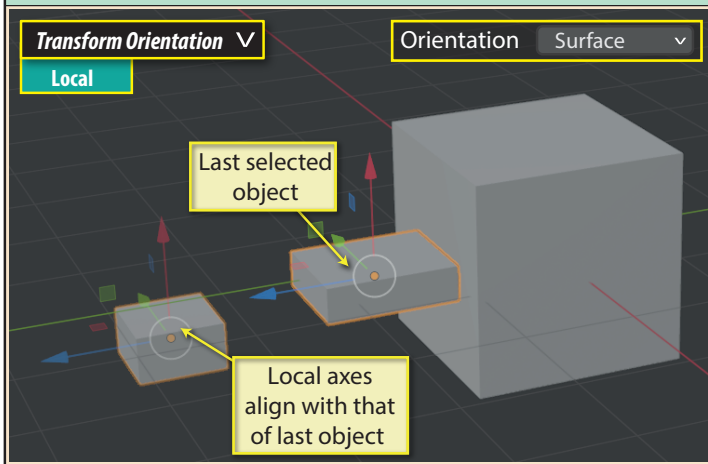 Transform Orientation V
Local
Orientation Surface
Last selected
object
Local axes
align with that
of last object